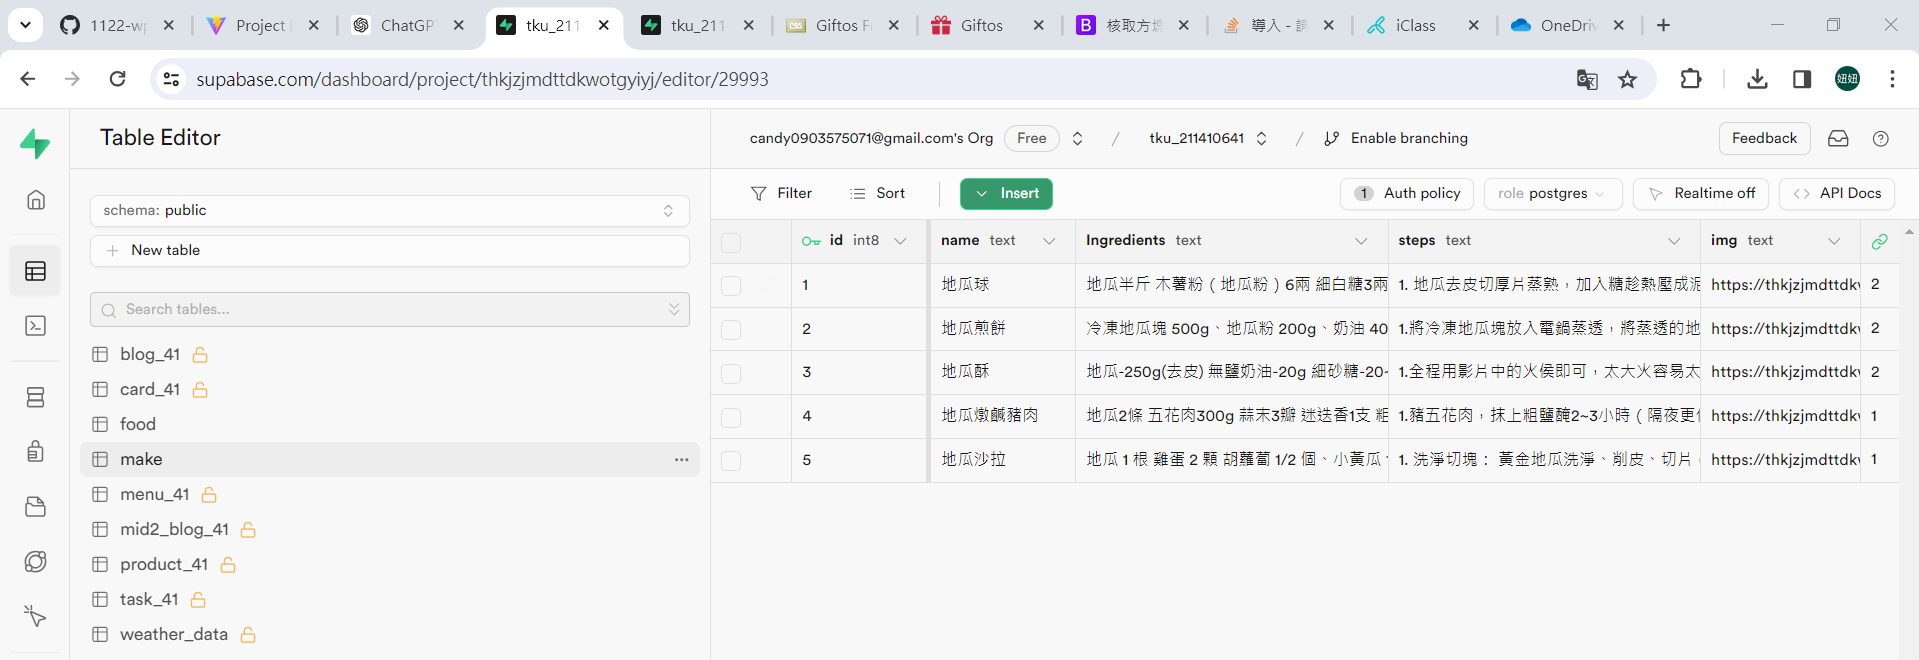 1122-wp
Project
ChatGP
tku_211
tku_211
Giftos F
Giftos
核取方塊
導入 - 請
iClass
OneDriv
supabase.com/dashboard/project/thkjzjmdttdkwotgyiyj/editor/29993
妞妞
Table Editor
candy0903575071@gmail.com's Org
Free
/
tku_211410641
/
Enable branching
Feedback
schema: public
New table
Search tables...
blog_41
card_41
food
make
menu_41
mid2_blog_41
product_41
task_41
weather_data
Filter
Sort
Insert
1 Auth policy
role postgres
Realtime off
API Docs
id int8
name text
Ingredients text
steps text
img text
1 地瓜球 地瓜半斤 木薯粉（地瓜粉）6兩 細白糖3兩 1. 地瓜去皮切厚片蒸熟，加入糖趁熱壓成泥 https://thkjzjmdttdkw 2
2 地瓜煎餅 冷凍地瓜塊 500g、地瓜粉 200g、奶油 40 1.將冷凍地瓜塊放入電鍋蒸透，將蒸透的地 https://thkjzjmdttdkw 2
3 地瓜酥 地瓜-250g(去皮) 無鹽奶油-20g 細砂糖-20~ 1.全程用影片中的火侯即可，太大火容易太 https://thkjzjmdttdkw 2
4 地瓜燉鹹豬肉 地瓜2條 五花肉300g 蒜末3瓣 迷迭香1支 粗 1.豬五花肉，抹上粗鹽醃2~3小時（隔夜更 https://thkjzjmdttdkw 1
5 地瓜沙拉 地瓜 1 根 雞蛋 2 顆 胡蘿蔔 1/2 個、小黃瓜 1. 洗淨切塊： 黃金地瓜洗淨、削皮、切片 https://thkjzjmdttdkw 1